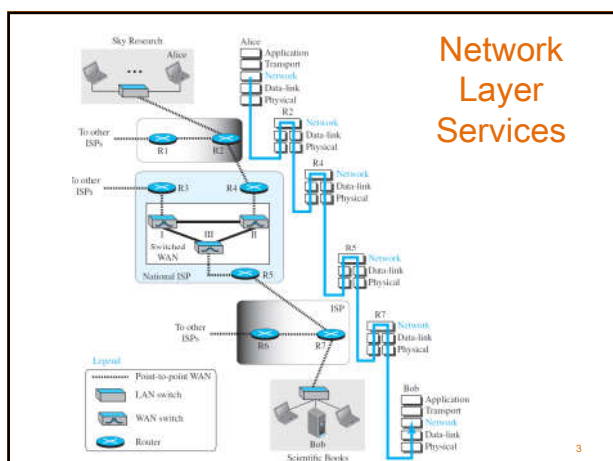 Network
Layer
Services
Sky Research
Alice
To other
ISPs
R1
R2
To other
ISPs
R3
R4
I
II
III
Switched
WAN
National ISP
R5
ISP
To other
ISPs
R6
R7
Bob
Scientific Books
Legend
Point-to-point WAN
LAN switch
WAN switch
Router
Alice
Application
Transport
Network
Data-link
Physical
R2
Network
Data-link
Physical
R4
Network
Data-link
Physical
R5
Network
Data-link
Physical
R7
Network
Data-link
Physical
Bob
Application
Transport
Network
Data-link
Physical
3